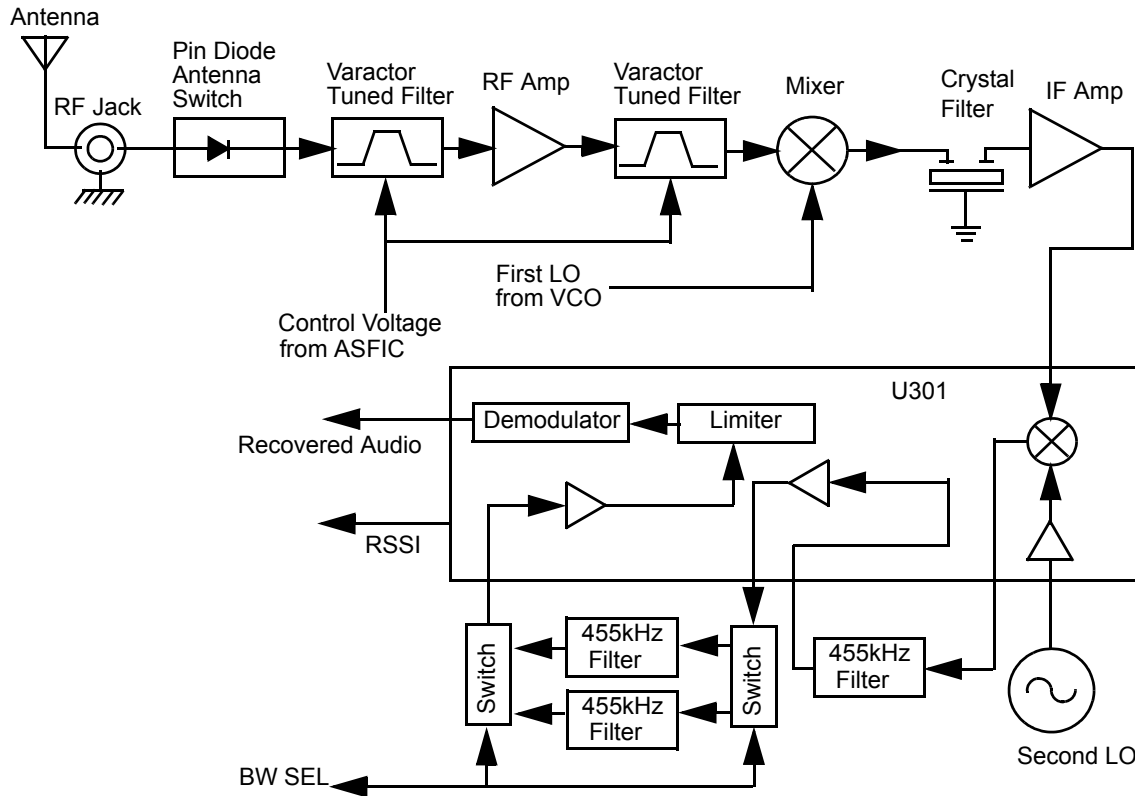 Antenna
RF Jack
Pin Diode
Antenna
Switch
Varactor
Tuned Filter
RF Amp
Varactor
Tuned Filter
Mixer
Crystal
Filter
IF Amp
First LO
from VCO
Control Voltage
from ASFIC
U301
Demodulator
Limiter
Recovered Audio
RSSI
Switch
455kHz
Filter
455kHz
Filter
Switch
455kHz
Filter
BW SEL
Second LO